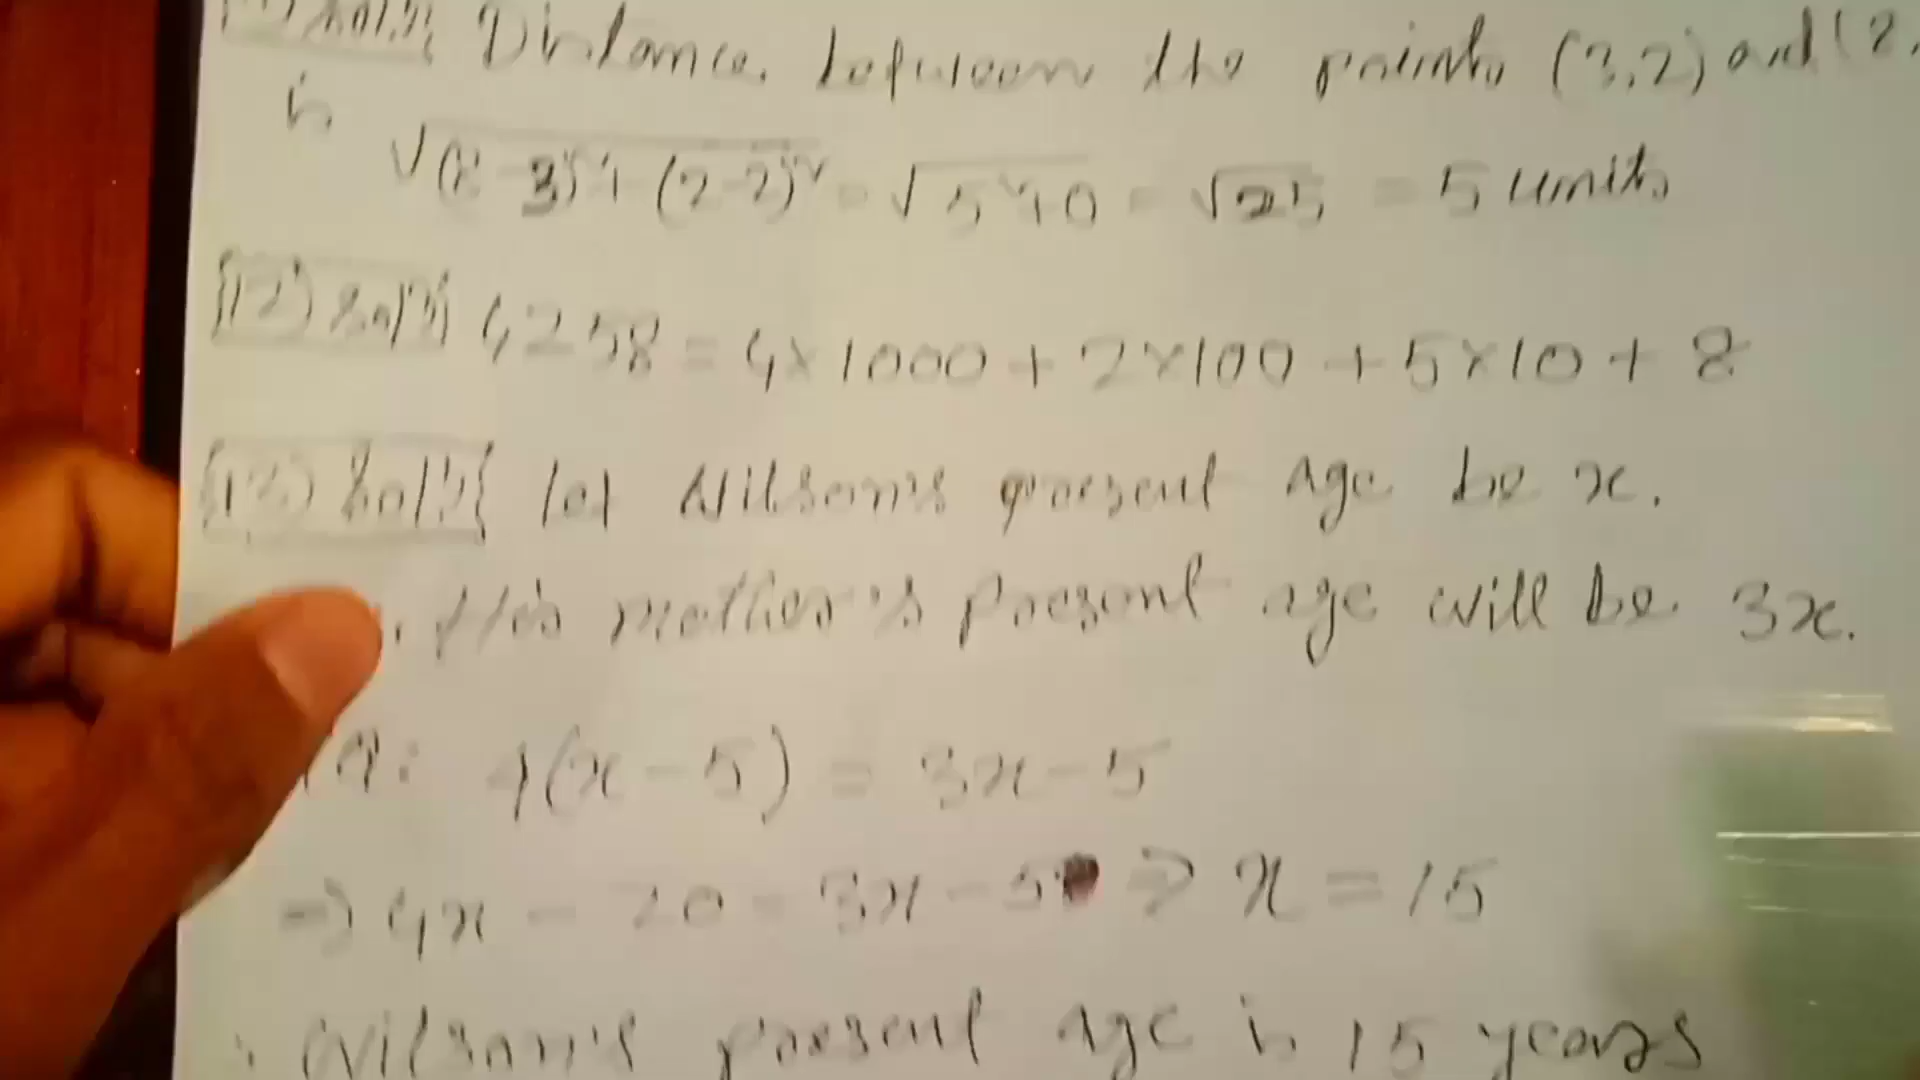 Distance between the points (3,2) and (8,
is
√(8-3)²+(2-2)² = √5²+0 = √25 = 5 units
(12) Sol'n 4258 = 4×1000 + 2×100 + 5×10 + 8
(13) Sol'n let Wilson's present age be x.
. His mother's present age will be 3x.
4(x-5) = 3x-5
⇒ 4x - 20 = 3x-5 ⇒ x = 15
∴ Wilson's present age is 15 years